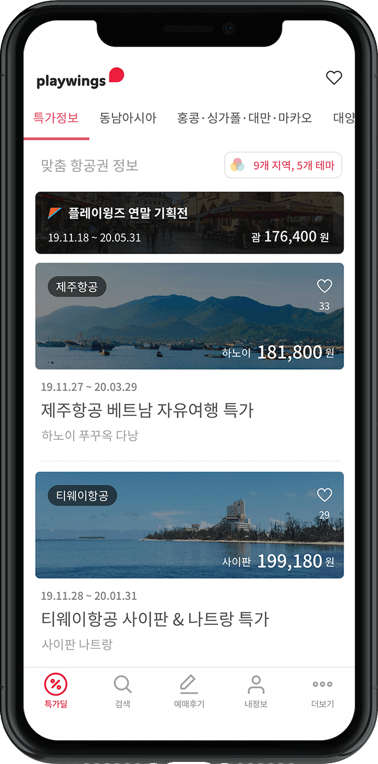 playwings
특가정보 동남아시아 홍콩·싱가폴·대만·마카오 대양
맞춤 항공권 정보 9개 지역, 5개 테마
플레이윙즈 연말 기획전
19.11.18 ~ 20.05.31 괌 176,400 원
제주항공
33
하노이 181,800 원
19.11.27 ~ 20.03.29
제주항공 베트남 자유여행 특가
하노이 푸꾸옥 다낭
티웨이항공
29
사이판 199,180 원
19.11.28 ~ 20.01.31
티웨이항공 사이판 & 나트랑 특가
사이판 나트랑
특가딜 검색 예매후기 내정보 더보기